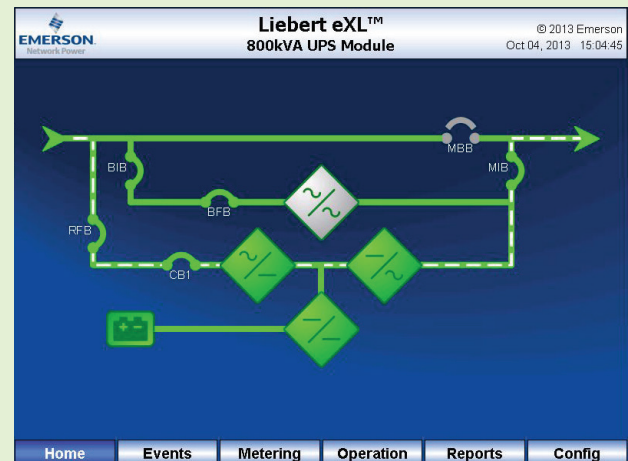 EMERSON.
Network Power
Liebert eXL™
800kVA UPS Module
© 2013 Emerson
Oct 04, 2013 15:04:45
MBB
BIB
MIB
BFB
RFB
CB1
Home Events Metering Operation Reports Config